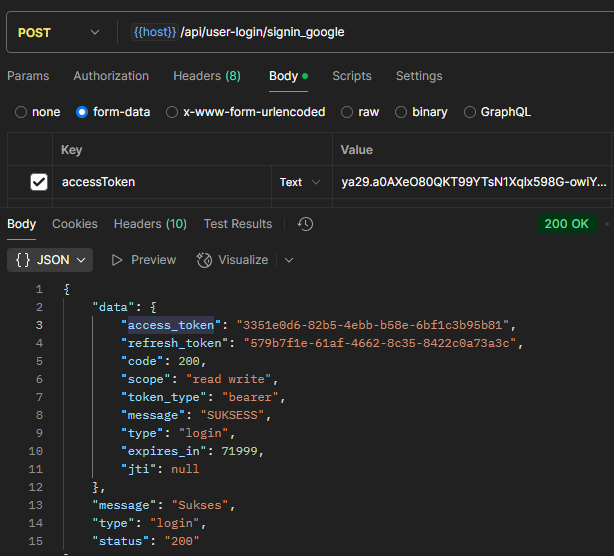 POST {{host}} /api/user-login/signin_google
Params Authorization Headers (8) Body Scripts Settings
none form-data x-www-form-urlencoded raw binary GraphQL
Key Value
accessToken Text ya29.a0AXeO80QKT99YTsN1Xqlx598G-owiY...
Body Cookies Headers (10) Test Results 200 OK
{} JSON Preview Visualize
1 {
2 "data": {
3 "access_token": "3351e0d6-82b5-4ebb-b58e-6bf1c3b95b81",
4 "refresh_token": "579b7f1e-61af-4662-8c35-8422c0a73a3c",
5 "code": 200,
6 "scope": "read write",
7 "token_type": "bearer",
8 "message": "SUKSESS",
9 "type": "login",
10 "expires_in": 71999,
11 "jti": null
12 },
13 "message": "Sukses",
14 "type": "login",
15 "status": "200"